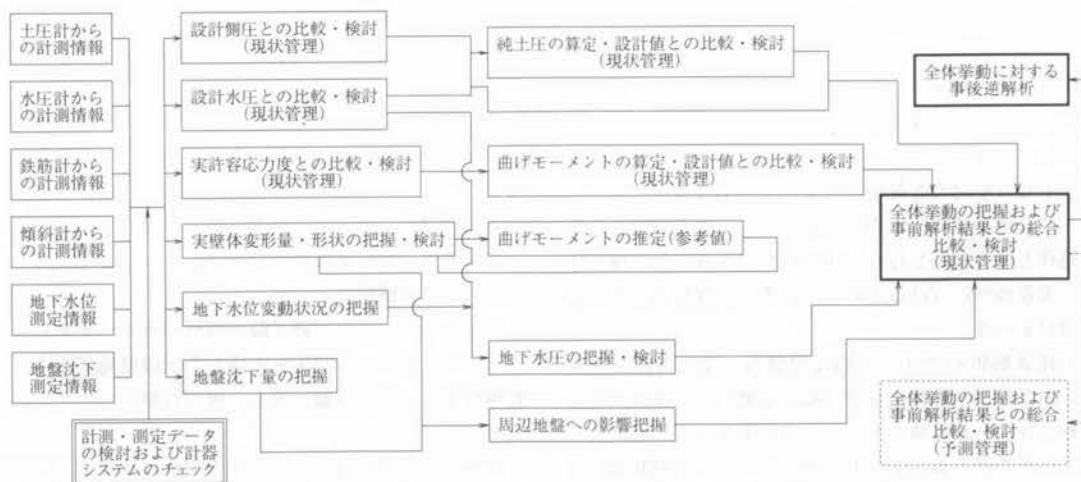 土圧計から
の計測情報
水圧計から
の計測情報
鉄筋計から
の計測情報
傾斜計から
の計測情報
地下水位
測定情報
地盤沈下
測定情報
計測・測定データ
の検討および計器
システムのチェック
設計側圧との比較・検討
(現状管理)
設計水圧との比較・検討
(現状管理)
実許容応力度との比較・検討
(現状管理)
実壁体変形量・形状の把握・検討
地下水位変動状況の把握
地盤沈下量の把握
純土圧の算定・設計値との比較・検討
(現状管理)
曲げモーメントの算定・設計値との比較・検討
(現状管理)
曲げモーメントの推定(参考値)
地下水圧の把握・検討
周辺地盤への影響把握
全体挙動に対する
事後逆解析
全体挙動の把握および
事前解析結果との総合
比較・検討
(現状管理)
全体挙動の把握および
事前解析結果との総合
比較・検討
(予測管理)